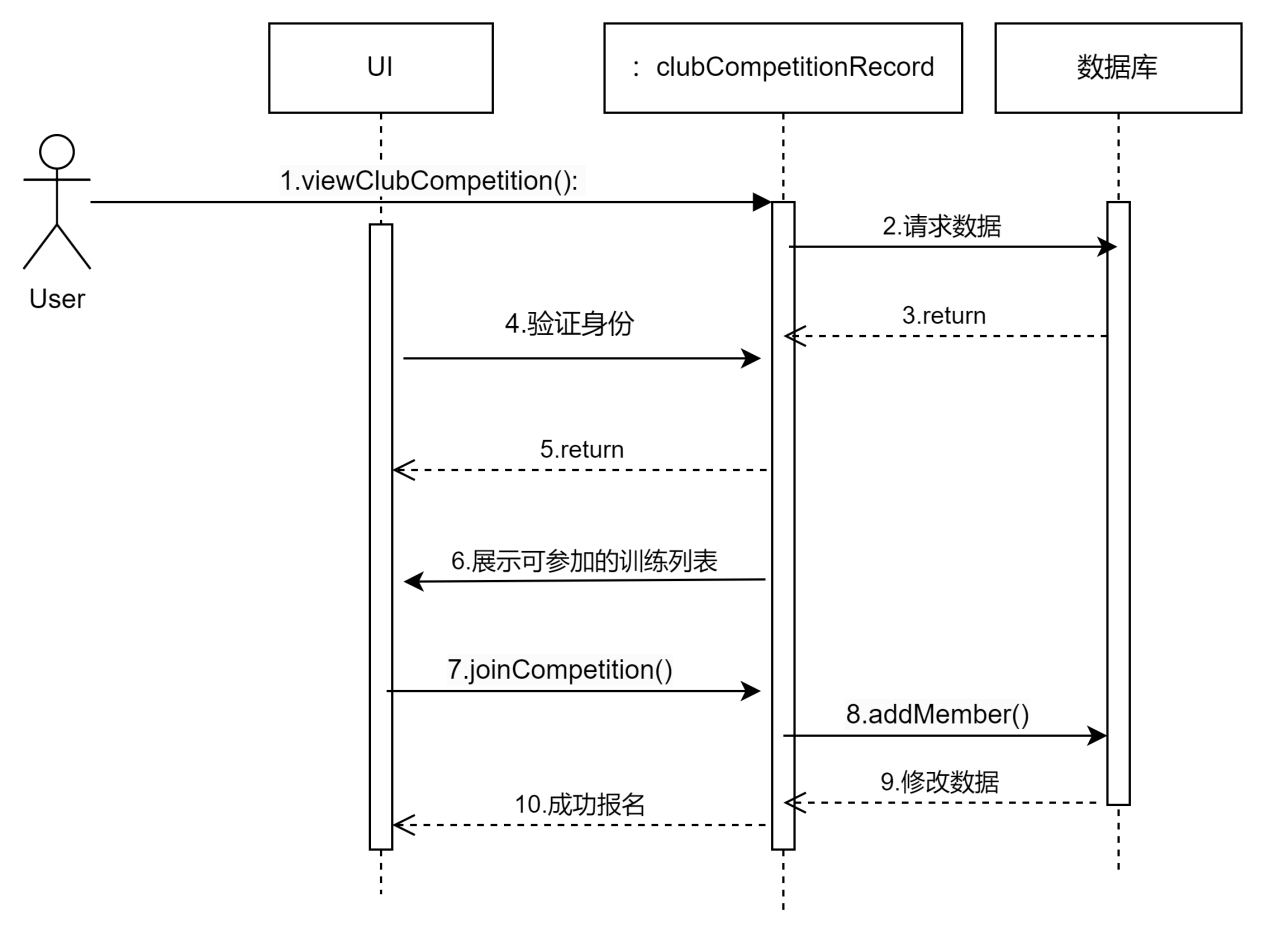 UI
：clubCompetitionRecord
数据库
1.viewClubCompetition():
2.请求数据
User
3.return
4.验证身份
5.return
6.展示可参加的训练列表
7.joinCompetition()
8.addMember()
9.修改数据
10.成功报名